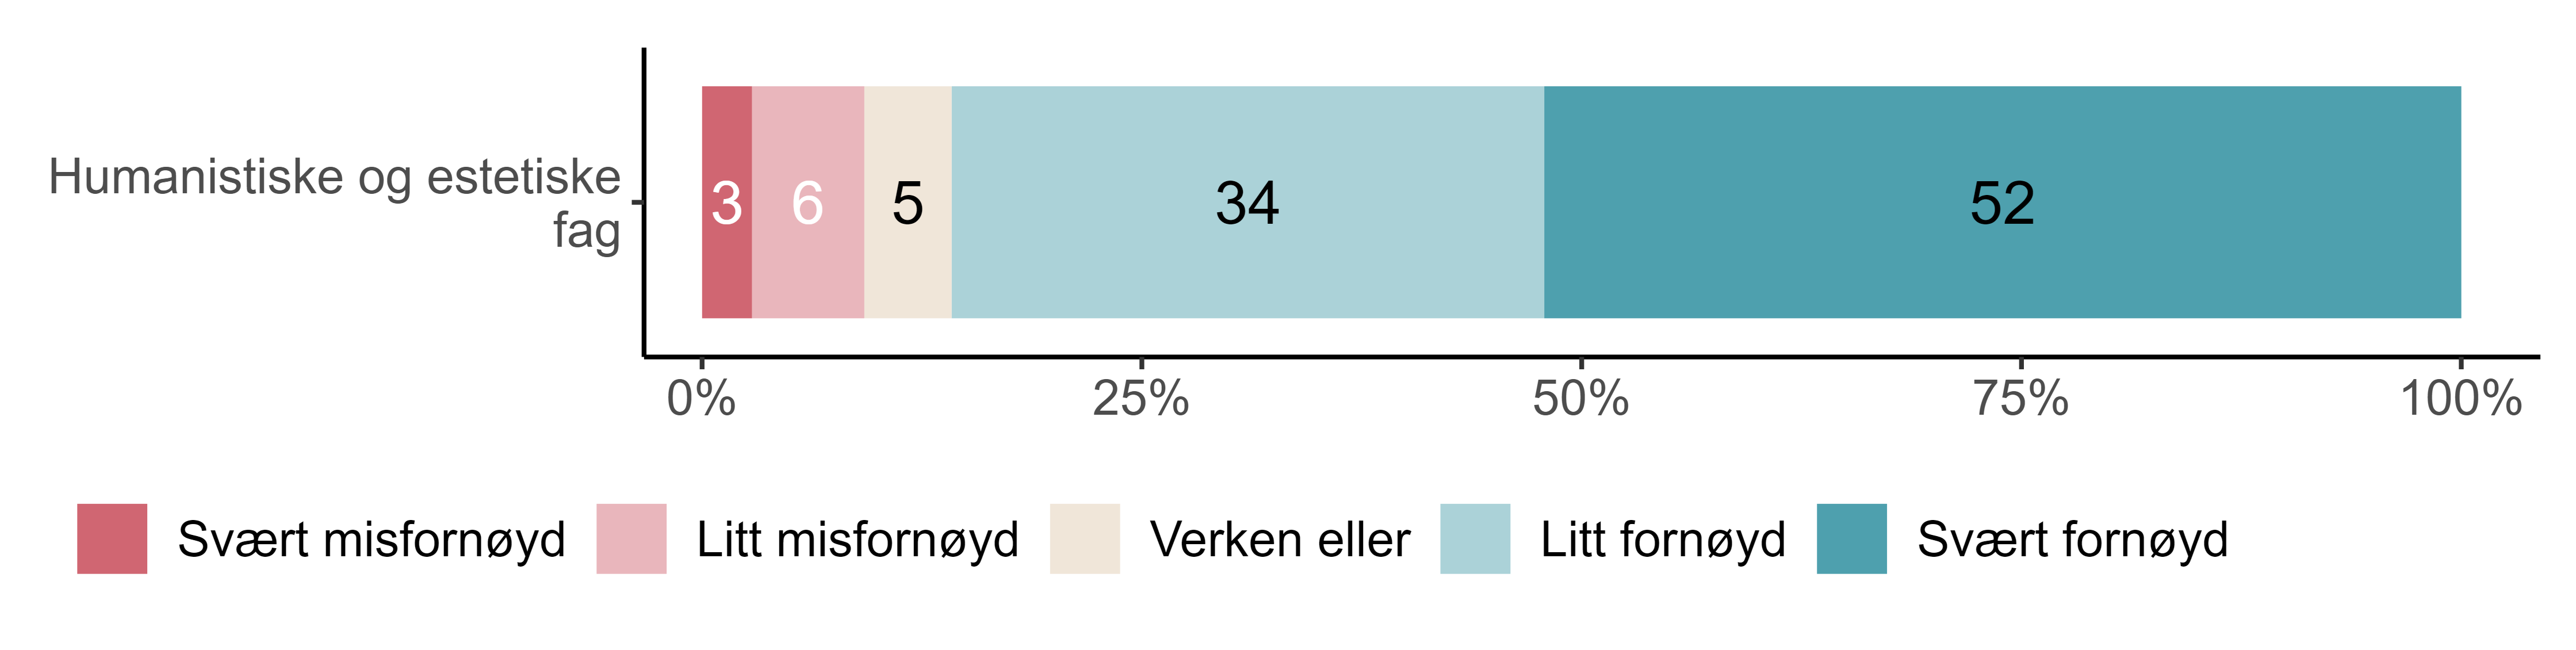 Humanistiske og estetiske
fag
3 6 5 34 52
0% 25% 50% 75% 100%
Svært misfornøyd Litt misfornøyd Verken eller Litt fornøyd Svært fornøyd